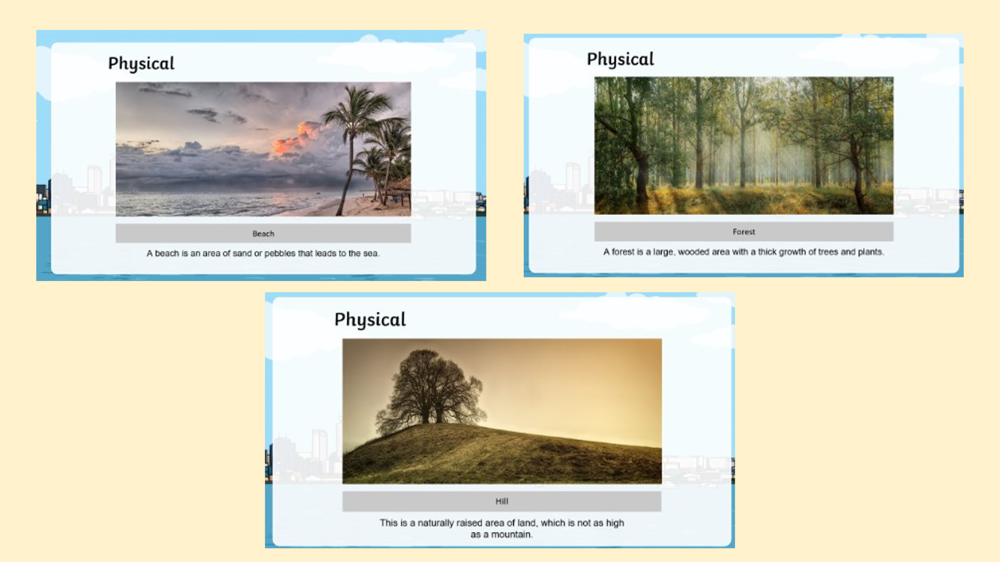 Physical
Beach
A beach is an area of sand or pebbles that leads to the sea.
Physical
Forest
A forest is a large, wooded area with a thick growth of trees and plants.
Physical
Hill
This is a naturally raised area of land, which is not as high
as a mountain.